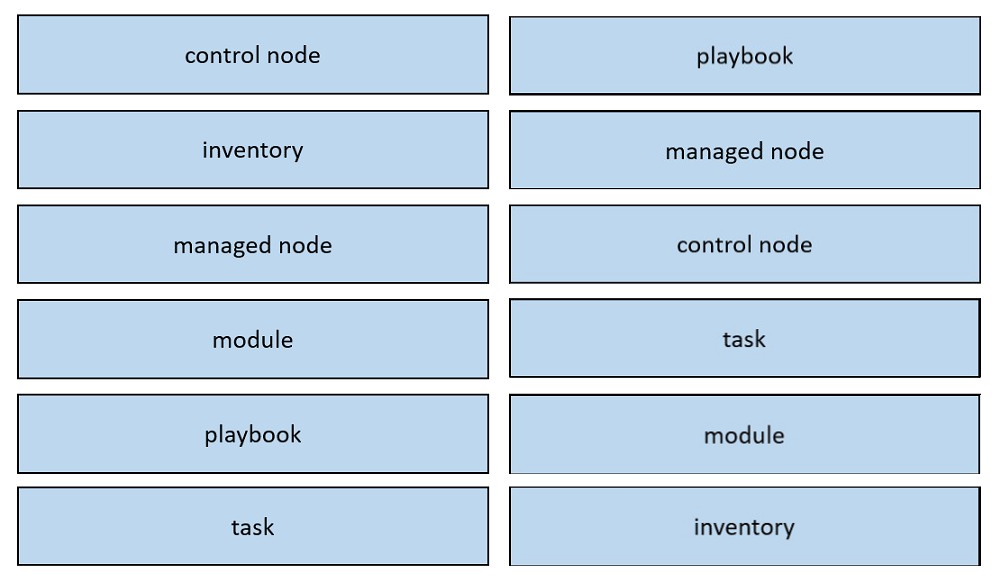 control node
playbook
inventory
managed node
managed node
control node
module
task
playbook
module
task
inventory